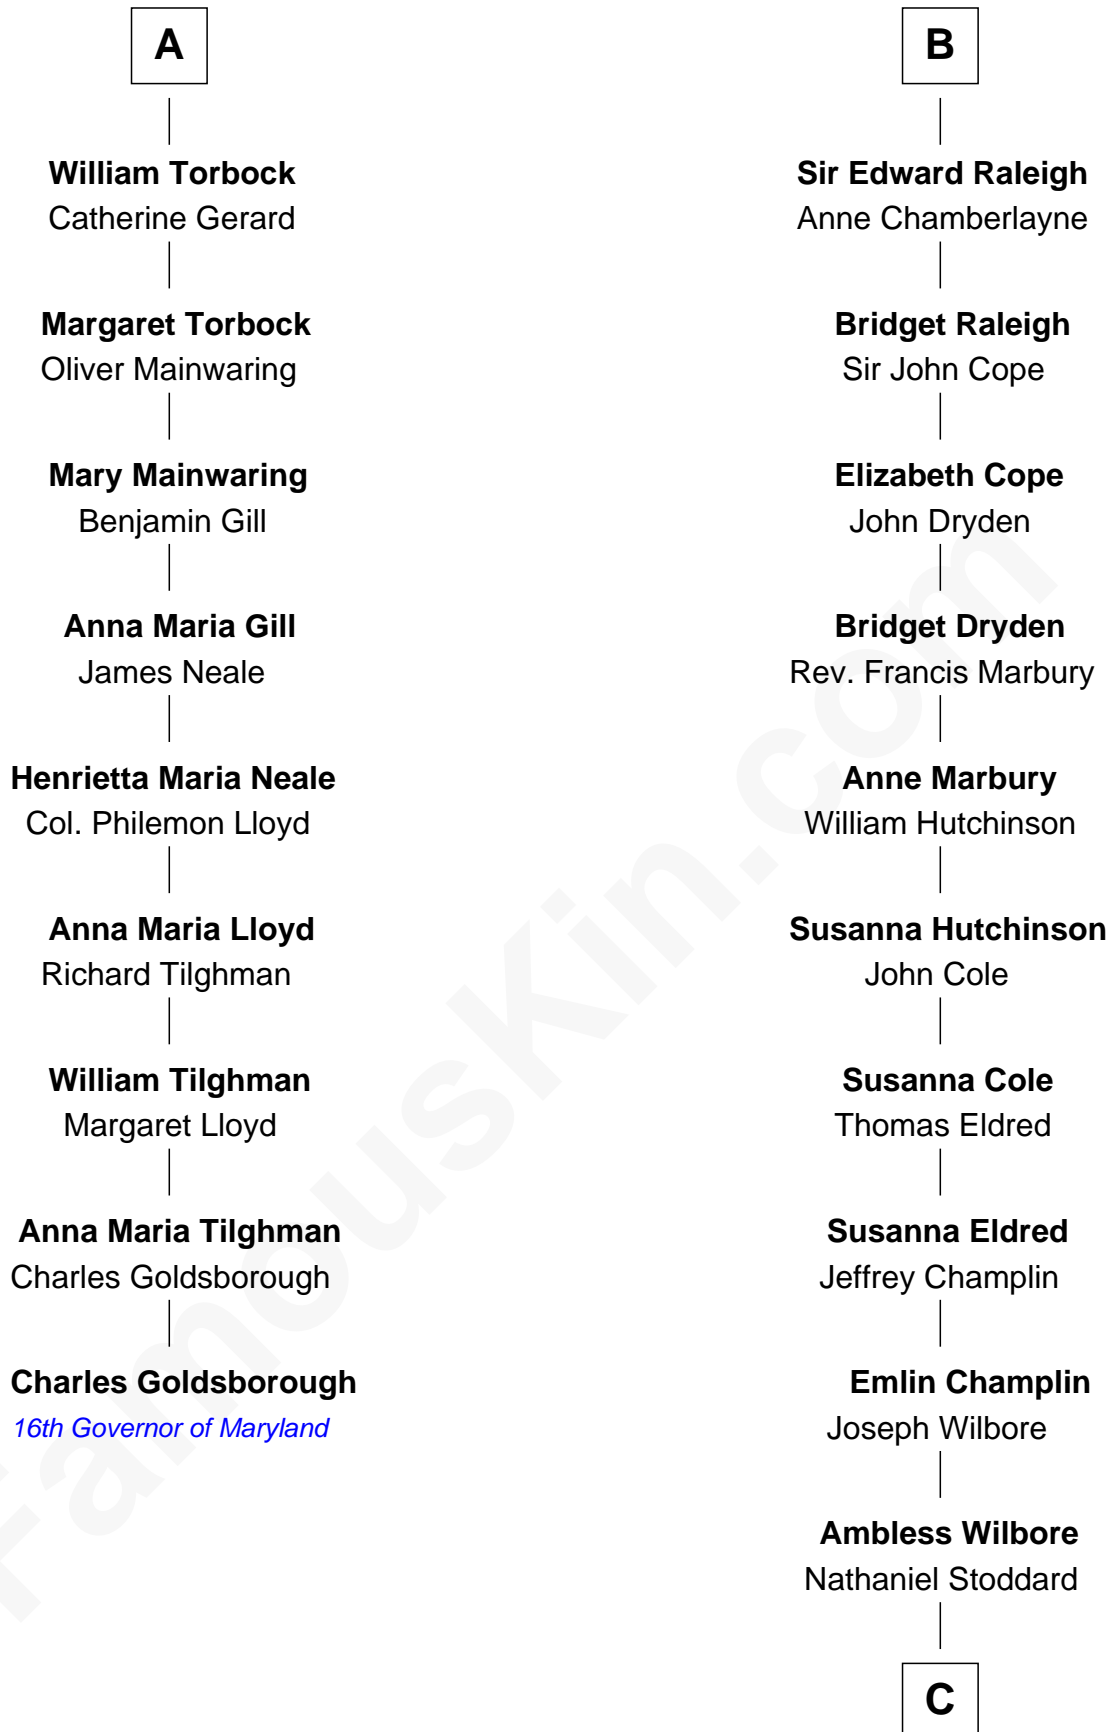 A
William Torbock
Catherine Gerard
Margaret Torbock
Oliver Mainwaring
Mary Mainwaring
Benjamin Gill
Anna Maria Gill
James Neale
Henrietta Maria Neale
Col. Philemon Lloyd
Anna Maria Lloyd
Richard Tilghman
William Tilghman
Margaret Lloyd
Anna Maria Tilghman
Charles Goldsborough
Charles Goldsborough
16th Governor of Maryland
B
Sir Edward Raleigh
Anne Chamberlayne
Bridget Raleigh
Sir John Cope
Elizabeth Cope
John Dryden
Bridget Dryden
Rev. Francis Marbury
Anne Marbury
William Hutchinson
Susanna Hutchinson
John Cole
Susanna Cole
Thomas Eldred
Susanna Eldred
Jeffrey Champlin
Emlin Champlin
Joseph Wilbore
Ambless Wilbore
Nathaniel Stoddard
C
FamousKin.com